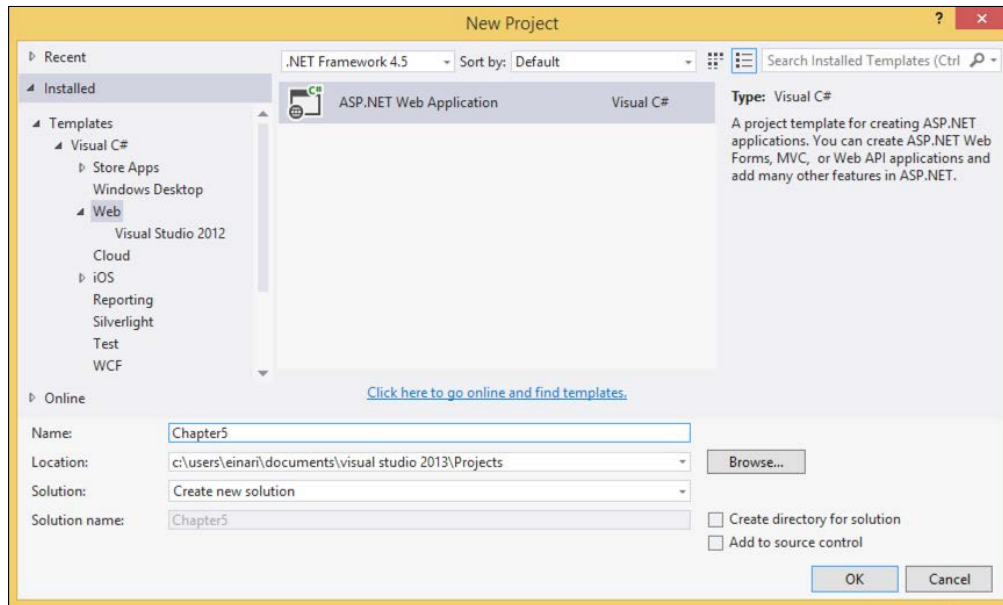 New Project
?
Recent
.NET Framework 4.5
Sort by: Default
Search Installed Templates (Ctrl
Installed
Templates
Visual C#
Store Apps
Windows Desktop
Web
Visual Studio 2012
Cloud
iOS
Reporting
Silverlight
Test
WCF
Online
C#
ASP.NET Web Application Visual C#
Click here to go online and find templates.
Type: Visual C#
A project template for creating ASP.NET
applications. You can create ASP.NET Web
Forms, MVC, or Web API applications and
add many other features in ASP.NET.
Name: Chapter5
Location: c:\users\einari\documents\visual studio 2013\Projects
Browse...
Solution: Create new solution
Solution name: Chapter5
Create directory for solution
Add to source control
OK
Cancel